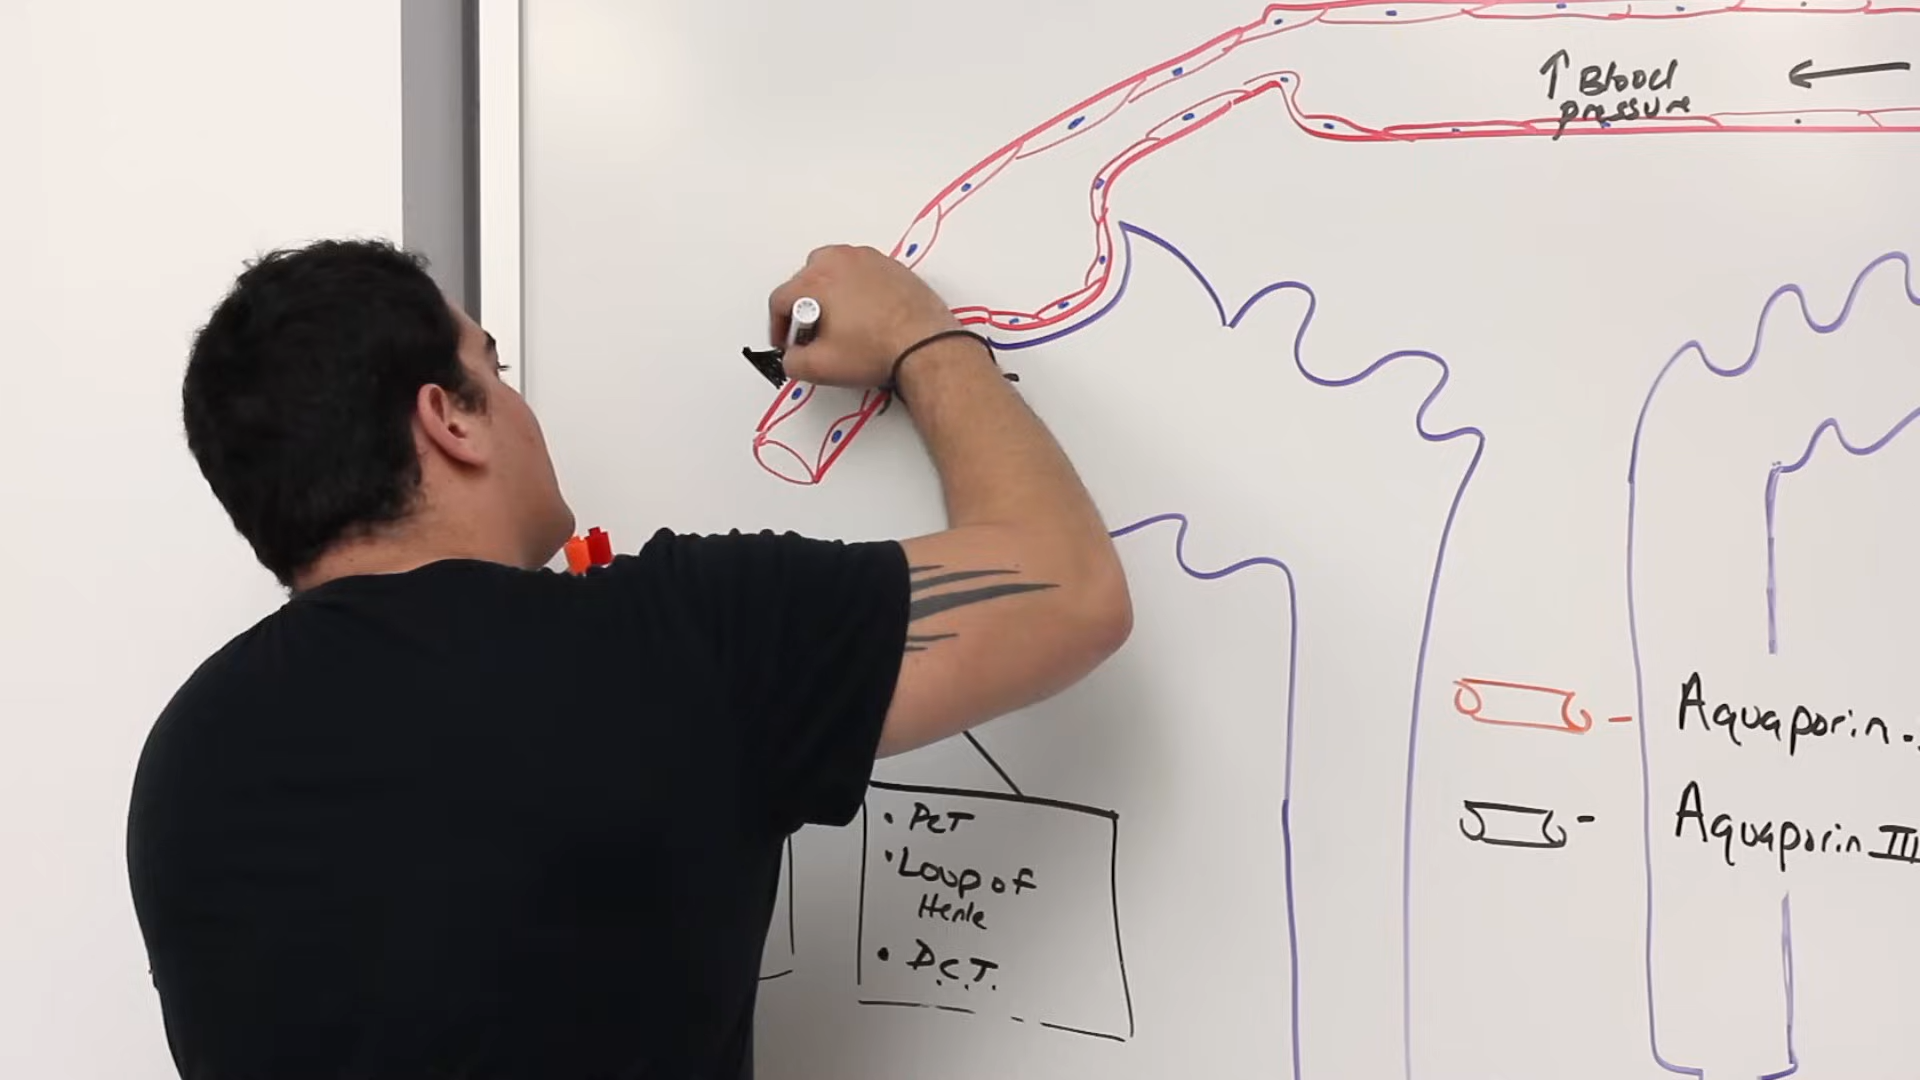 ↑ Blood
pressure
Aquaporin
Aquaporin III
• PCT
• Loop of
Henle
• D.C.T.